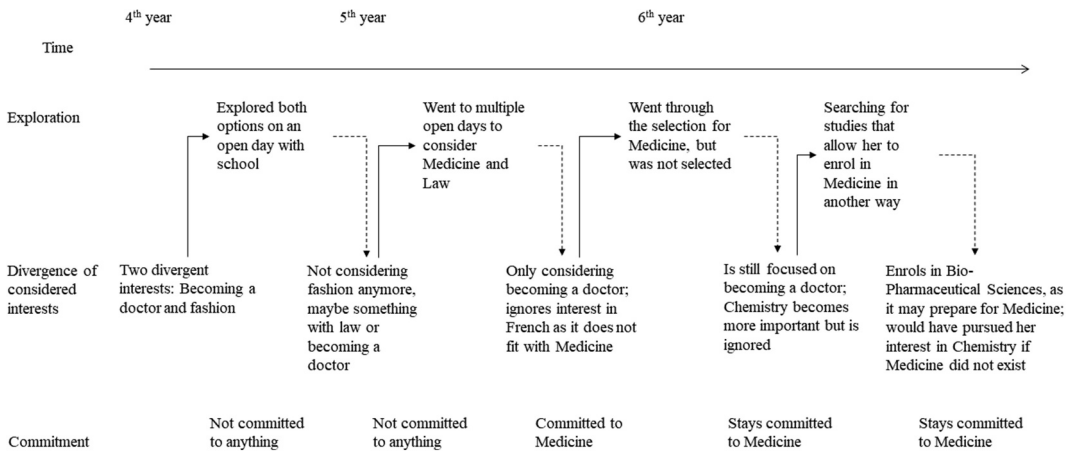 4th year
5th year
6th year
Time
Exploration
Explored both
options on an
open day with
school
Went to multiple
open days to
consider
Medicine and
Law
Went through
the selection for
Medicine, but
was not selected
Searching for
studies that
allow her to
enrol in
Medicine in
another way
Divergence of
considered
interests
Two divergent
interests: Becoming a
doctor and fashion
Not considering
fashion anymore,
maybe something
with law or
becoming a
doctor
Only considering
becoming a doctor;
ignores interest in
French as it does not
fit with Medicine
Is still focused on
becoming a doctor;
Chemistry becomes
more important but is
ignored
Enrols in Bio-
Pharmaceutical Sciences, as
it may prepare for Medicine;
would have pursued her
interest in Chemistry if
Medicine did not exist
Commitment
Not committed
to anything
Not committed
to anything
Committed to
Medicine
Stays committed
to Medicine
Stays committed
to Medicine